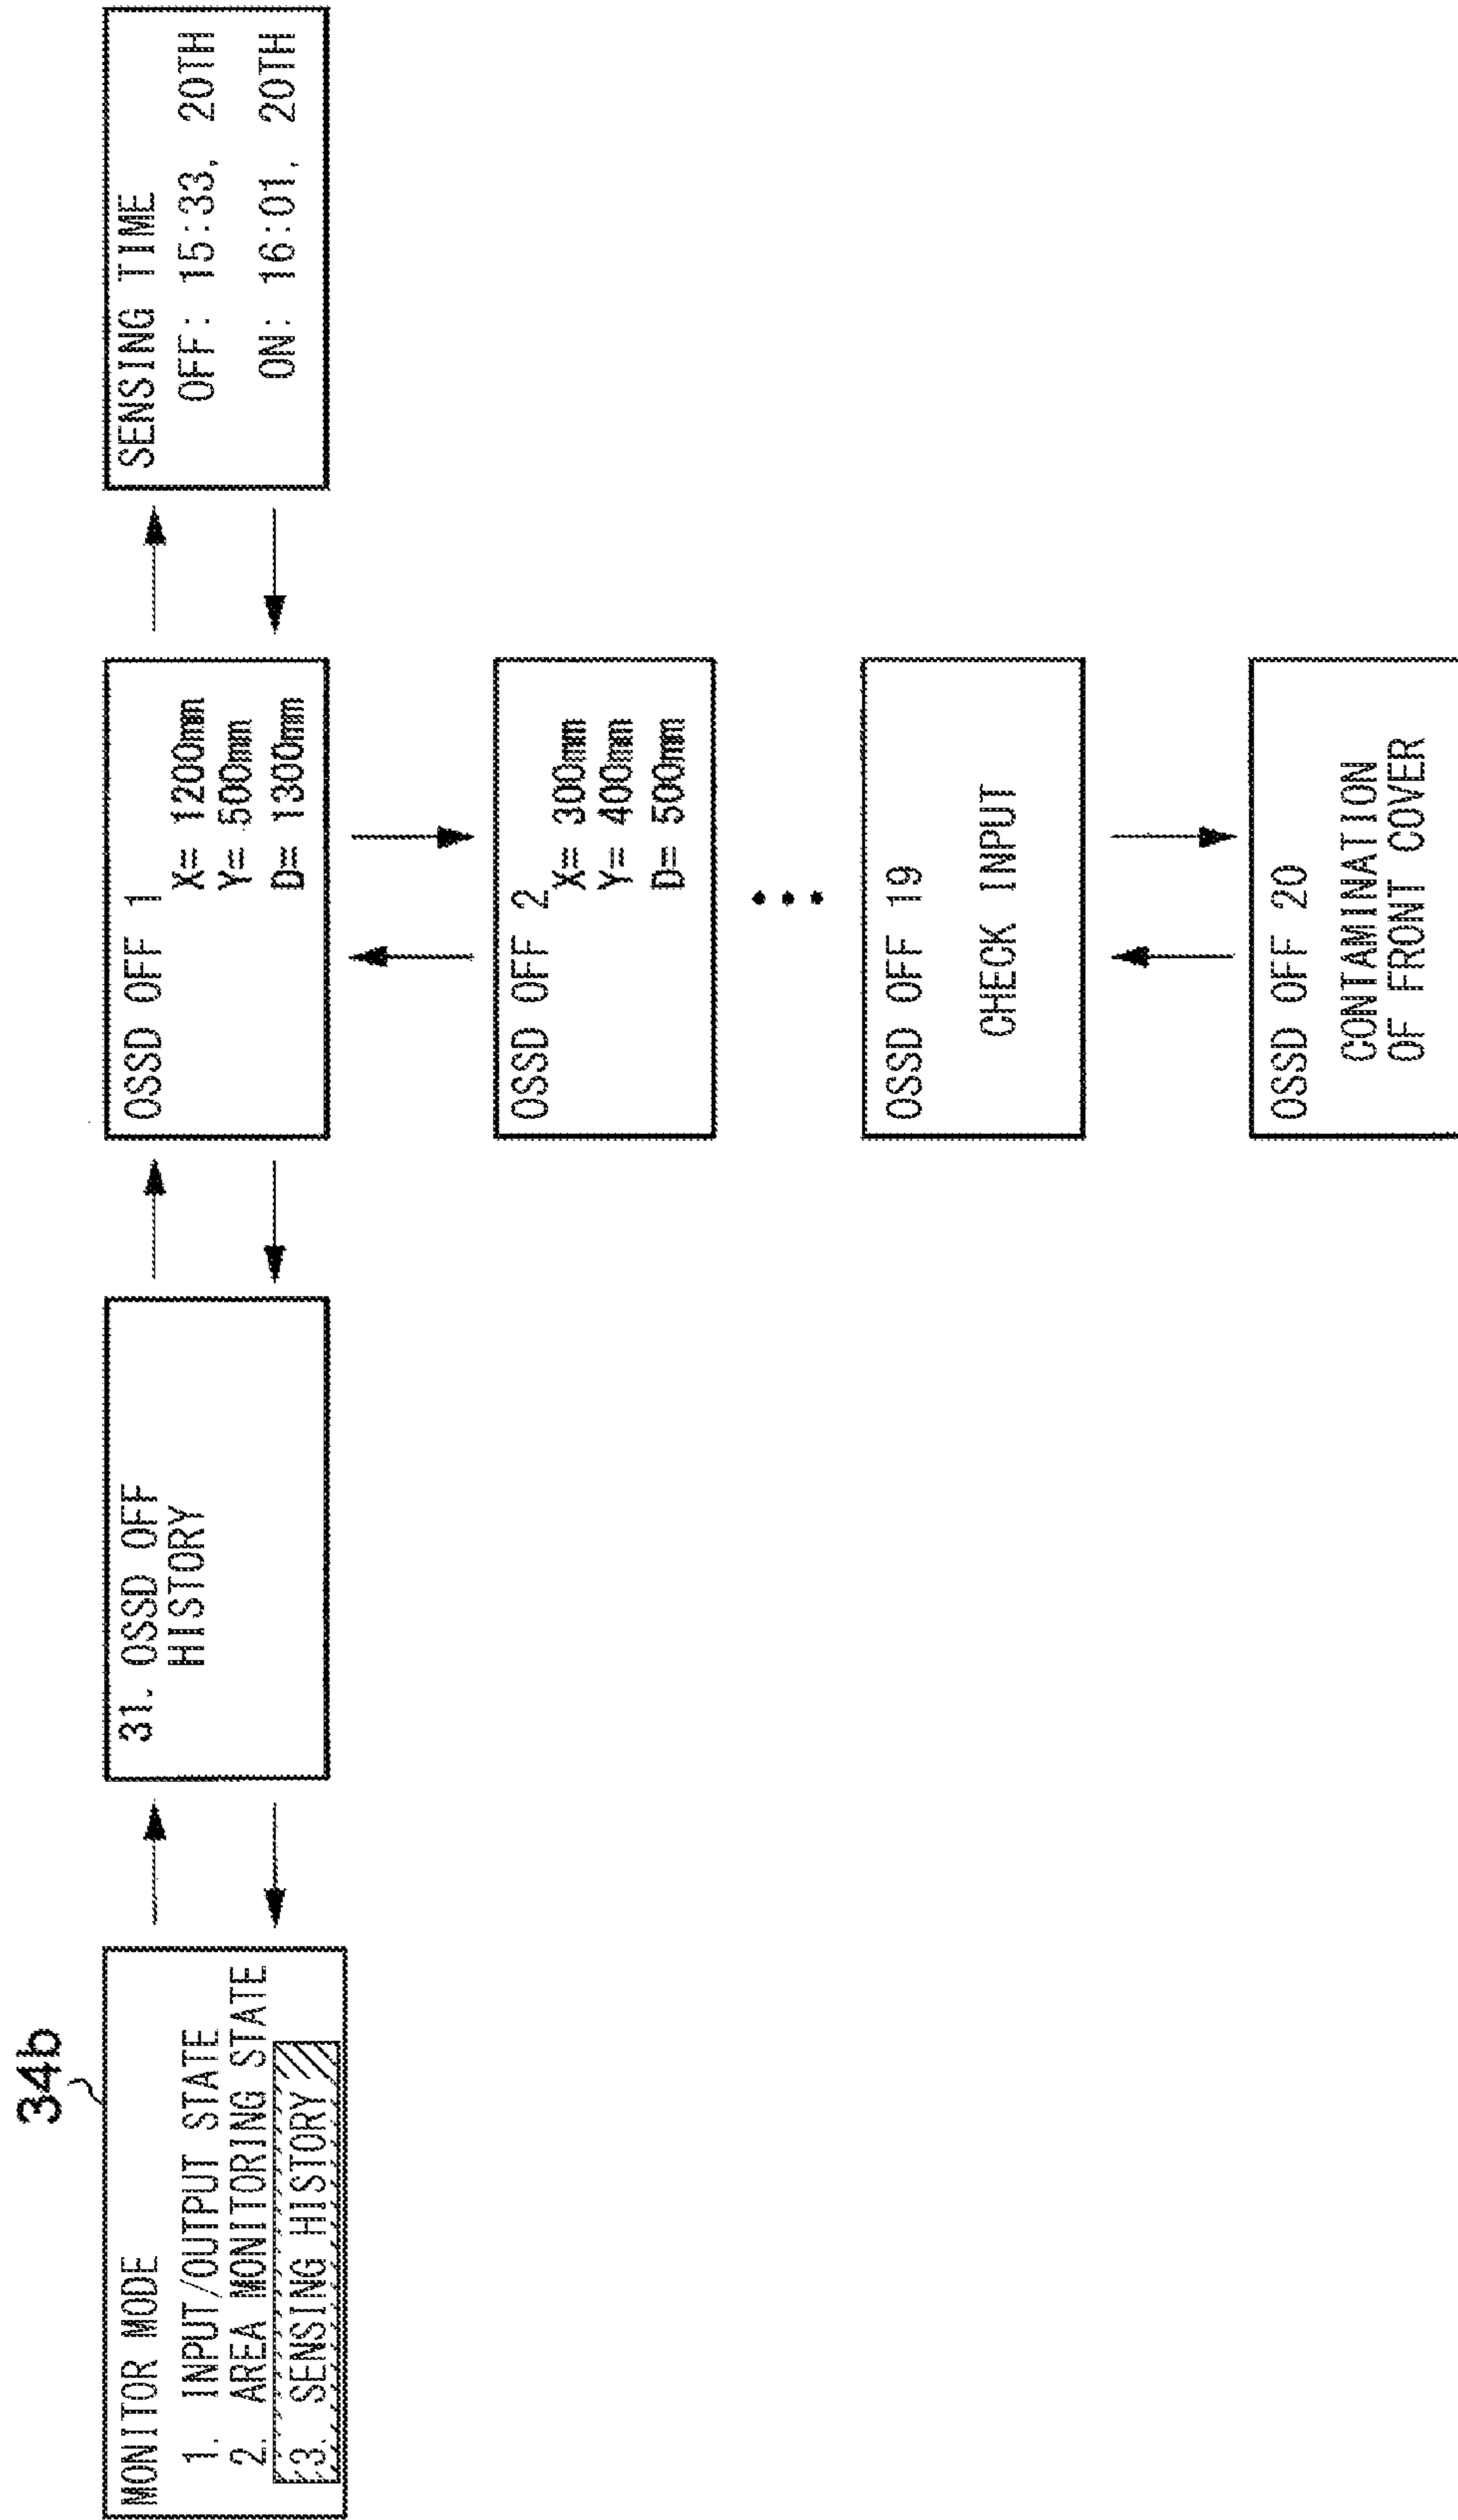 34b
MONITOR MODE
1. INPUT/OUTPUT STATE
2. AREA MONITORING STATE
3. SENSING HISTORY
31. OSSD OFF
HISTORY
OSSD OFF 1
X= 1200mm
Y= 500mm
D= 1300mm
SENSING TIME
OFF: 15:33, 20TH
ON: 16:01, 20TH
OSSD OFF 2
X= 300mm
Y= 400mm
D= 500mm
OSSD OFF 19
CHECK INPUT
OSSD OFF 20
CONTAMINATION
OF FRONT COVER